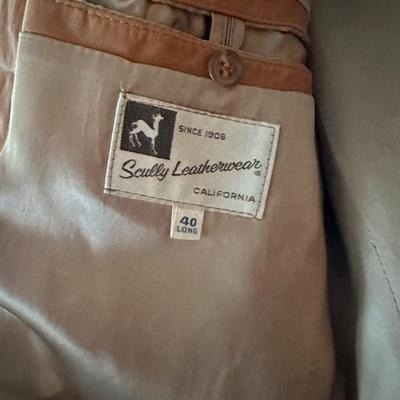 SINCE 1906
Scully Leatherwear
CALIFORNIA
40
LONG